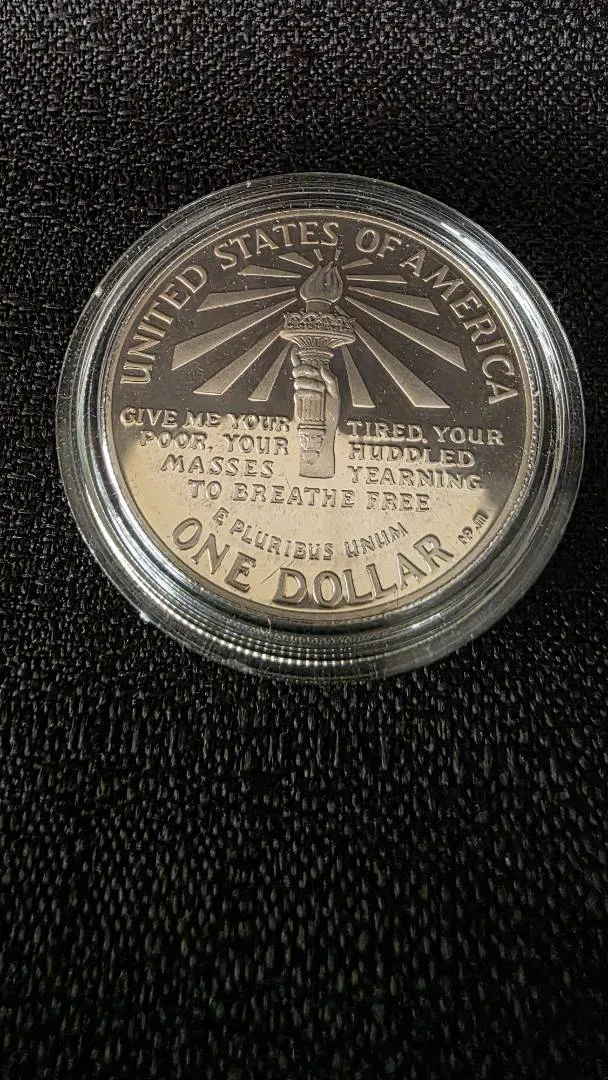 UNITED STATES OF AMERICA
GIVE ME YOUR TIRED, YOUR
POOR, YOUR HUDDLED
MASSES YEARNING
TO BREATHE FREE
E PLURIBUS UNUM
ONE DOLLAR